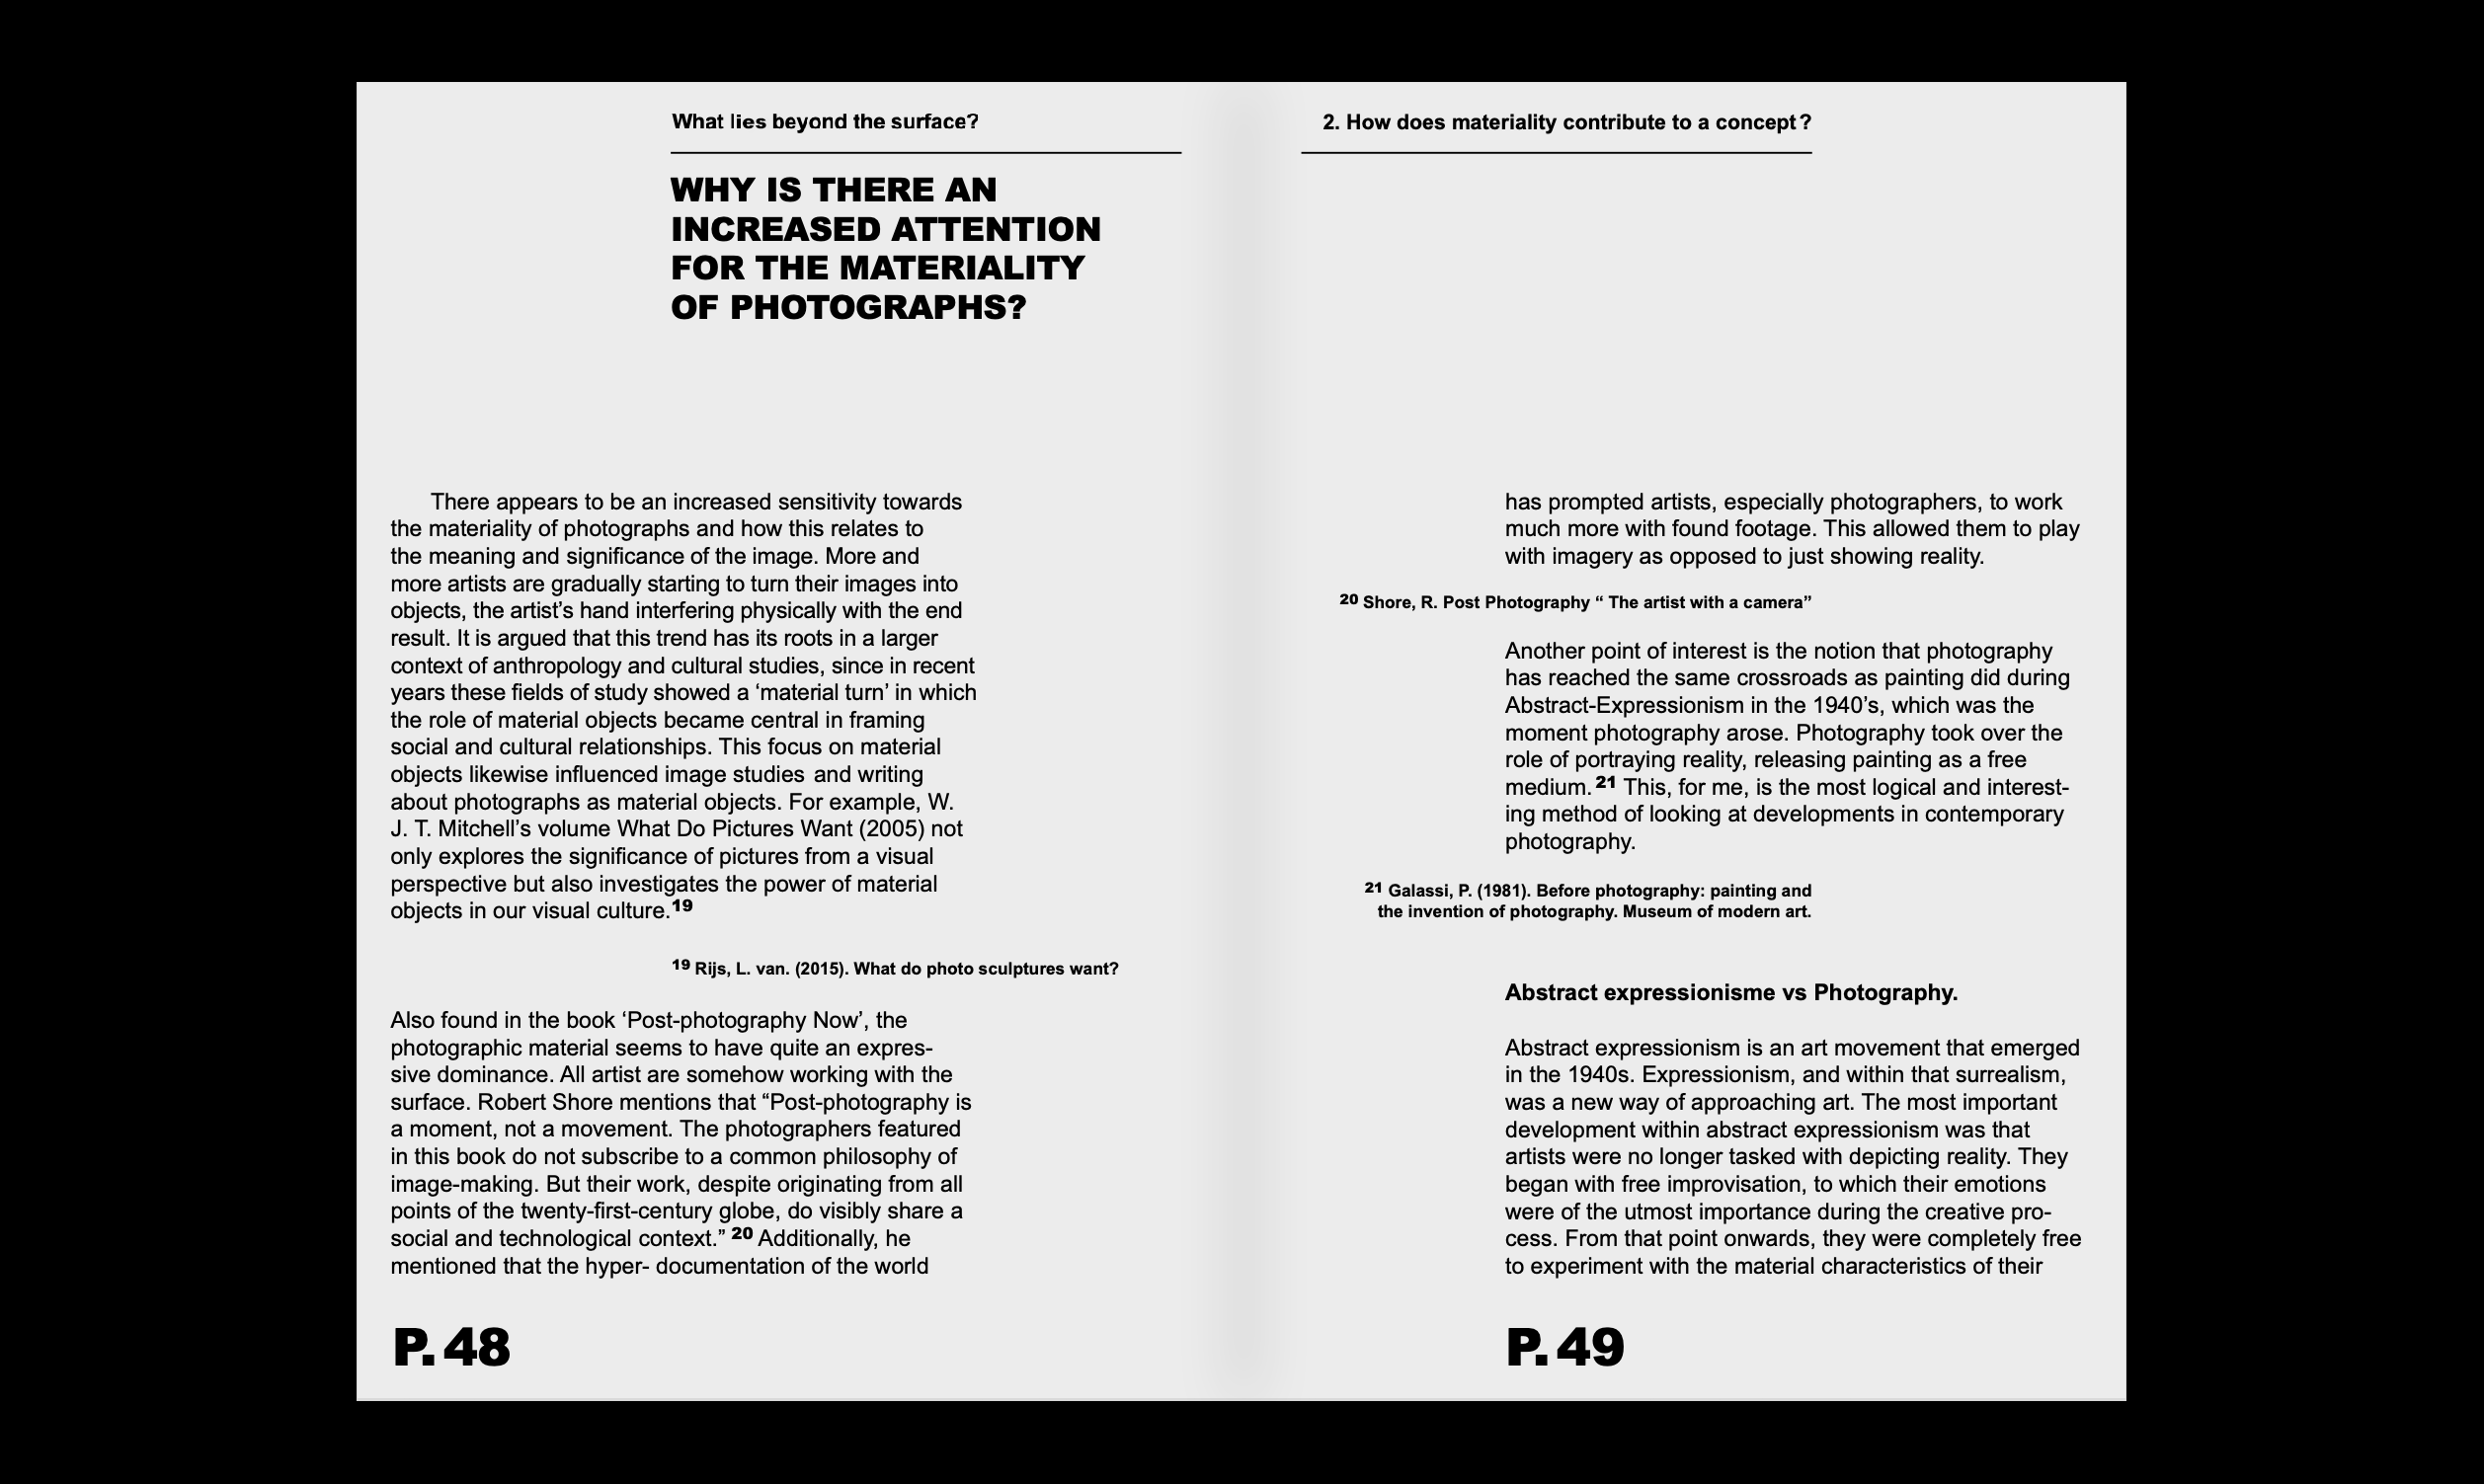 What lies beyond the surface?
WHY IS THERE AN
INCREASED ATTENTION
FOR THE MATERIALITY
OF PHOTOGRAPHS?
There appears to be an increased sensitivity towards
the materiality of photographs and how this relates to
the meaning and significance of the image. More and
more artists are gradually starting to turn their images into
objects, the artist’s hand interfering physically with the end
result. It is argued that this trend has its roots in a larger
context of anthropology and cultural studies, since in recent
years these fields of study showed a ‘material turn’ in which
the role of material objects became central in framing
social and cultural relationships. This focus on material
objects likewise influenced image studies and writing
about photographs as material objects. For example, W.
J. T. Mitchell’s volume What Do Pictures Want (2005) not
only explores the significance of pictures from a visual
perspective but also investigates the power of material
objects in our visual culture.19
19 Rijs, L. van. (2015). What do photo sculptures want?
Also found in the book ‘Post-photography Now’, the
photographic material seems to have quite an expres-
sive dominance. All artist are somehow working with the
surface. Robert Shore mentions that “Post-photography is
a moment, not a movement. The photographers featured
in this book do not subscribe to a common philosophy of
image-making. But their work, despite originating from all
points of the twenty-first-century globe, do visibly share a
social and technological context.” 20 Additionally, he
mentioned that the hyper- documentation of the world
P. 48
2. How does materiality contribute to a concept?
has prompted artists, especially photographers, to work
much more with found footage. This allowed them to play
with imagery as opposed to just showing reality.
20 Shore, R. Post Photography “ The artist with a camera”
Another point of interest is the notion that photography
has reached the same crossroads as painting did during
Abstract-Expressionism in the 1940’s, which was the
moment photography arose. Photography took over the
role of portraying reality, releasing painting as a free
medium. 21 This, for me, is the most logical and interest-
ing method of looking at developments in contemporary
photography.
21 Galassi, P. (1981). Before photography: painting and
the invention of photography. Museum of modern art.
Abstract expressionisme vs Photography.
Abstract expressionism is an art movement that emerged
in the 1940s. Expressionism, and within that surrealism,
was a new way of approaching art. The most important
development within abstract expressionism was that
artists were no longer tasked with depicting reality. They
began with free improvisation, to which their emotions
were of the utmost importance during the creative pro-
cess. From that point onwards, they were completely free
to experiment with the material characteristics of their
P. 49